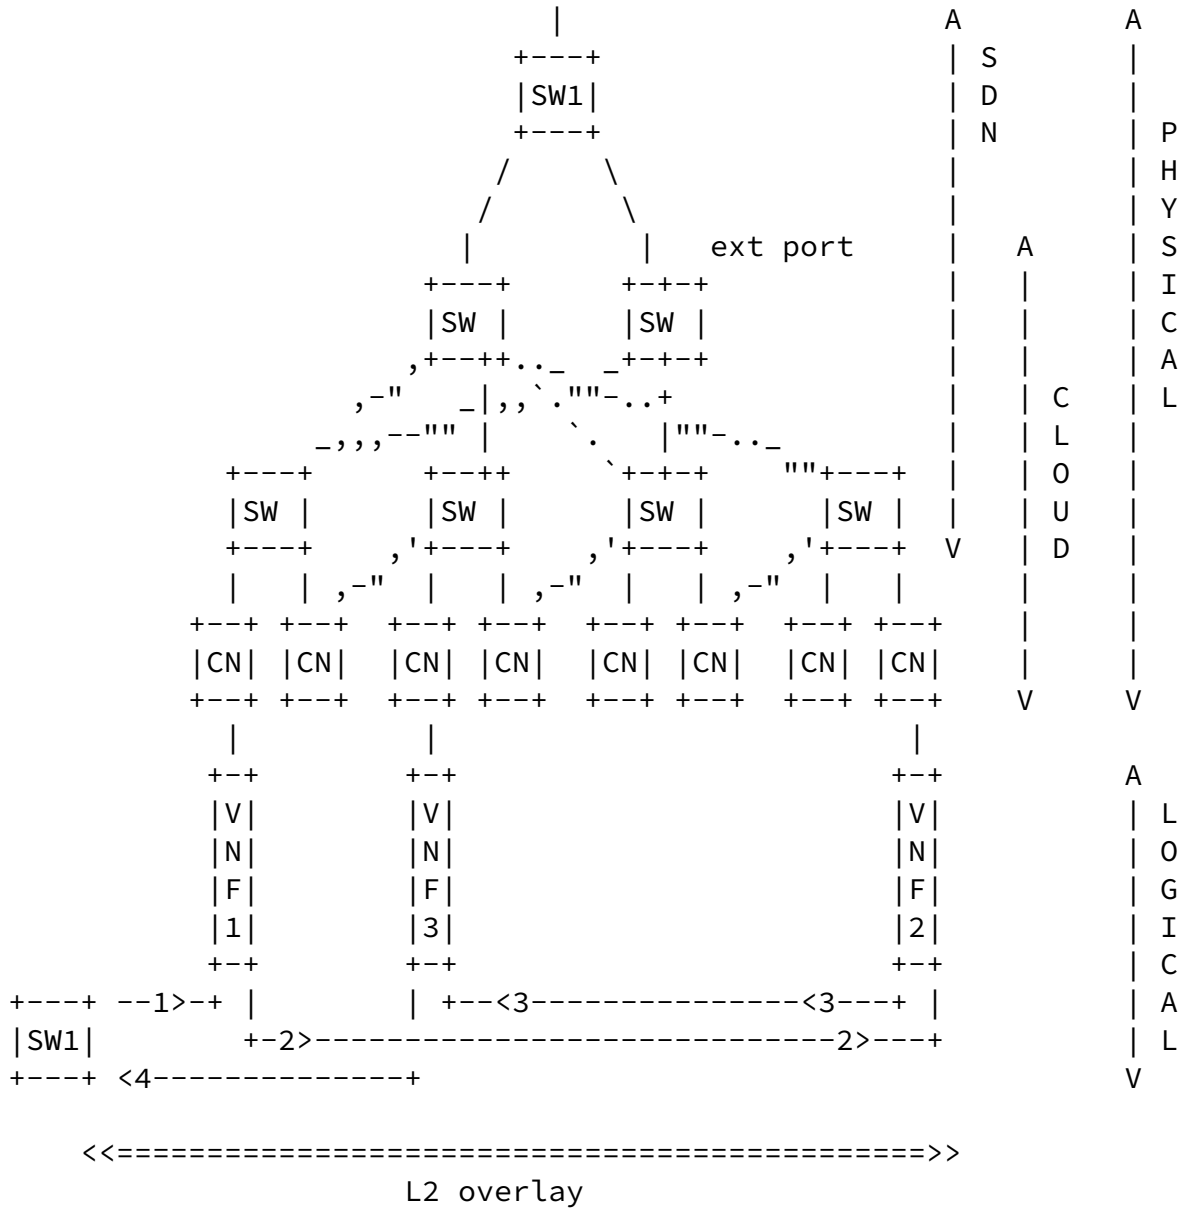 |                     A         A
+---+                   | S       |
|SW1|                   | D       |
+---+                   | N       | P
/     \                  |         | H
/       \                 |         | Y
|         |   ext port     |   A     | S
+---+      +-+-+            |   |     | I
|SW |      |SW |            |   |     | C
,+--++.._  _+-+-+            |   |     | A
,-"   _|,,`.""-..+               |   | C   | L
_,,,--"" |    `.   |""-.._         |   | L   |
+---+      +--++     `+-+-+    ""+---+  |   | O   |
|SW |      |SW |      |SW |      |SW |  |   | U   |
+---+    ,'+---+    ,'+---+    ,'+---+  V   | D   |
|   | ,-"  |   | ,-"  |   | ,-"  |   |      |     |
+--+ +--+  +--+ +--+  +--+ +--+  +--+ +--+    |     |
|CN| |CN|  |CN| |CN|  |CN| |CN|  |CN| |CN|    |     |
+--+ +--+  +--+ +--+  +--+ +--+  +--+ +--+    V     V
|          |                          |
+-+        +-+                        +-+          A
|V|        |V|                        |V|          | L
|N|        |N|                        |N|          | O
|F|        |F|                        |F|          | G
|1|        |3|                        |2|          | I
+-+        +-+                        +-+          | C
+---+ --1>-+ |        | +--<3---------------<3---+ |          | A
|SW1|        +-2>-----------------------------2>---+          | L
+---+ <4--------------+                                       V
<<=============================================>>
L2 overlay